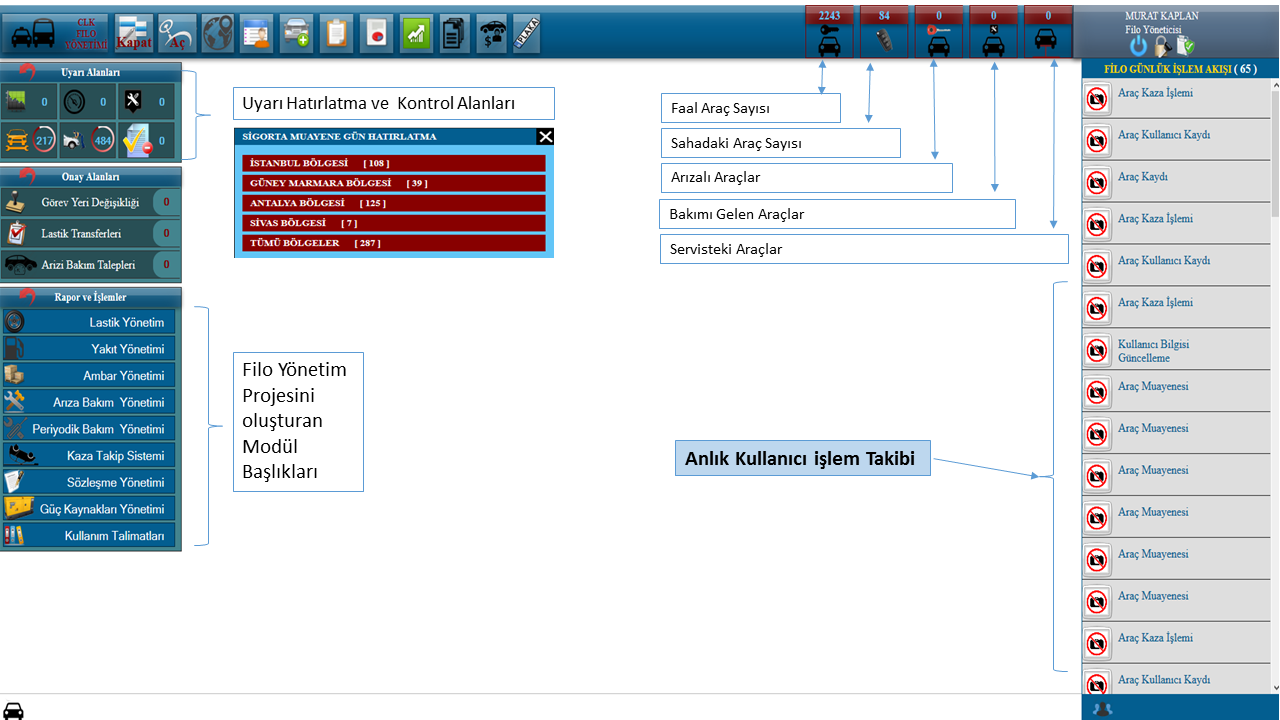 CLK
FİLO
YÖNETİMİ
Kapat
Aç
PLAKA
2243
84
0
0
0
MURAT KAPLAN
Filo Yöneticisi
Uyarı Alanları
0
0
0
217
484
0
Onay Alanları
Görev Yeri Değişikliği 0
Lastik Transferleri 0
Arizi Bakım Talepleri 0
Rapor ve İşlemler
Lastik Yönetim
Yakıt Yönetimi
Ambar Yönetimi
Arıza Bakım Yönetimi
Periyodik Bakım Yönetimi
Kaza Takip Sistemi
Sözleşme Yönetimi
Güç Kaynakları Yönetimi
Kullanım Talimatları
Uyarı Hatırlatma ve Kontrol Alanları
SİGORTA MUAYENE GÜN HATIRLATMA
İSTANBUL BÖLGESİ [ 108 ]
GÜNEY MARMARA BÖLGESİ [ 39 ]
ANTALYA BÖLGESİ [ 125 ]
SİVAS BÖLGESİ [ 7 ]
TÜMÜ BÖLGELER [ 287 ]
Filo Yönetim
Projesini
oluşturan
Modül
Başlıkları
Faal Araç Sayısı
Sahadaki Araç Sayısı
Arızalı Araçlar
Bakımı Gelen Araçlar
Servisteki Araçlar
Anlık Kullanıcı işlem Takibi
FİLO GÜNLÜK İŞLEM AKIŞI ( 65 )
Araç Kaza İşlemi
Araç Kullanıcı Kaydı
Araç Kaydı
Araç Kaza İşlemi
Araç Kullanıcı Kaydı
Araç Kaza İşlemi
Kullanıcı Bilgisi
Güncelleme
Araç Muayenesi
Araç Muayenesi
Araç Muayenesi
Araç Muayenesi
Araç Muayenesi
Araç Muayenesi
Araç Kaza İşlemi
Araç Kullanıcı Kaydı